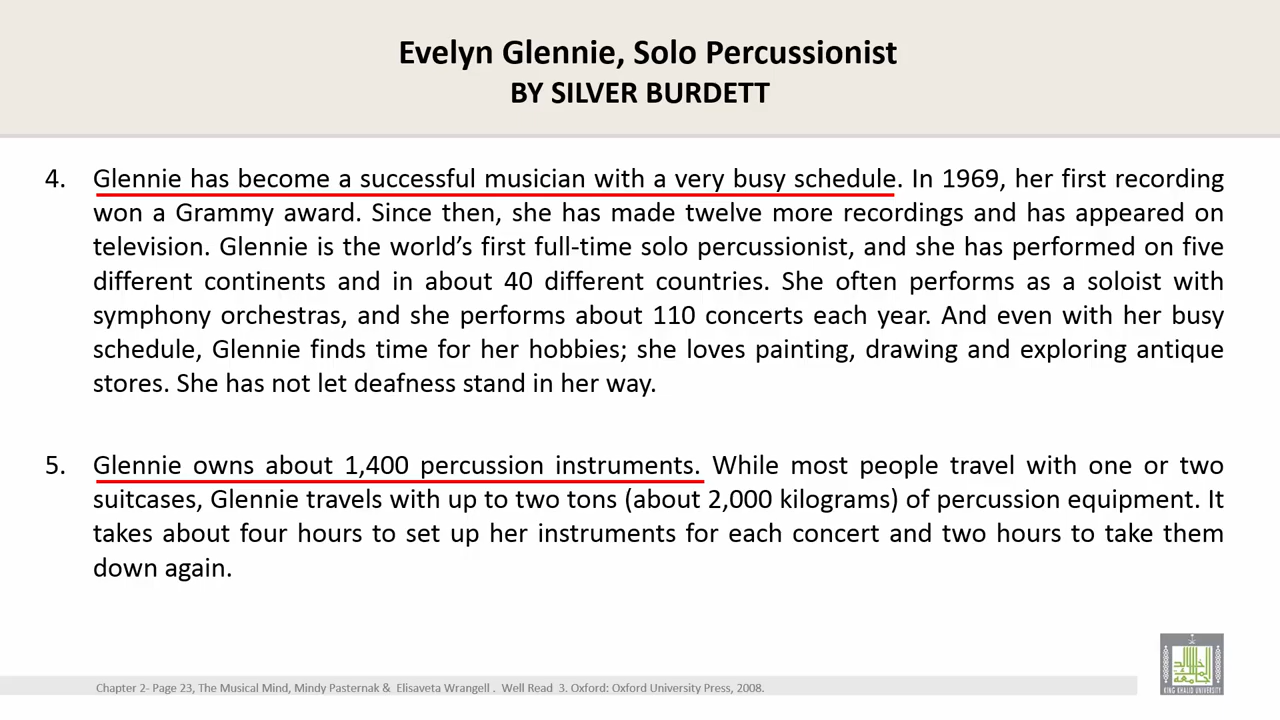 Evelyn Glennie, Solo Percussionist
BY SILVER BURDETT
4. Glennie has become a successful musician with a very busy schedule. In 1969, her first recording
won a Grammy award. Since then, she has made twelve more recordings and has appeared on
television. Glennie is the world's first full-time solo percussionist, and she has performed on five
different continents and in about 40 different countries. She often performs as a soloist with
symphony orchestras, and she performs about 110 concerts each year. And even with her busy
schedule, Glennie finds time for her hobbies; she loves painting, drawing and exploring antique
stores. She has not let deafness stand in her way.
5. Glennie owns about 1,400 percussion instruments. While most people travel with one or two
suitcases, Glennie travels with up to two tons (about 2,000 kilograms) of percussion equipment. It
takes about four hours to set up her instruments for each concert and two hours to take them
down again.
Chapter 2- Page 23, The Musical Mind, Mindy Pasternak & Elisaveta Wrangell . Well Read 3. Oxford: Oxford University Press, 2008.
KING KHALID UNIVERSITY